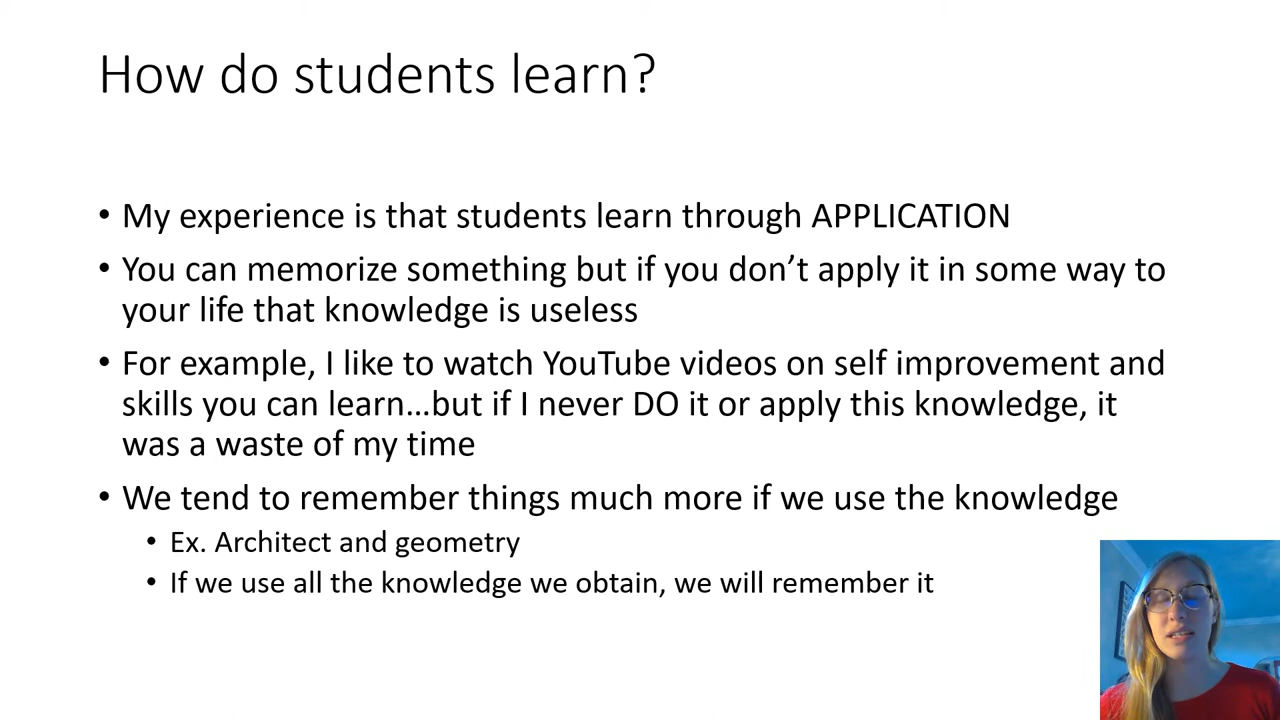 How do students learn?
• My experience is that students learn through APPLICATION
• You can memorize something but if you don’t apply it in some way to
your life that knowledge is useless
• For example, I like to watch YouTube videos on self improvement and
skills you can learn…but if I never DO it or apply this knowledge, it
was a waste of my time
• We tend to remember things much more if we use the knowledge
• Ex. Architect and geometry
• If we use all the knowledge we obtain, we will remember it